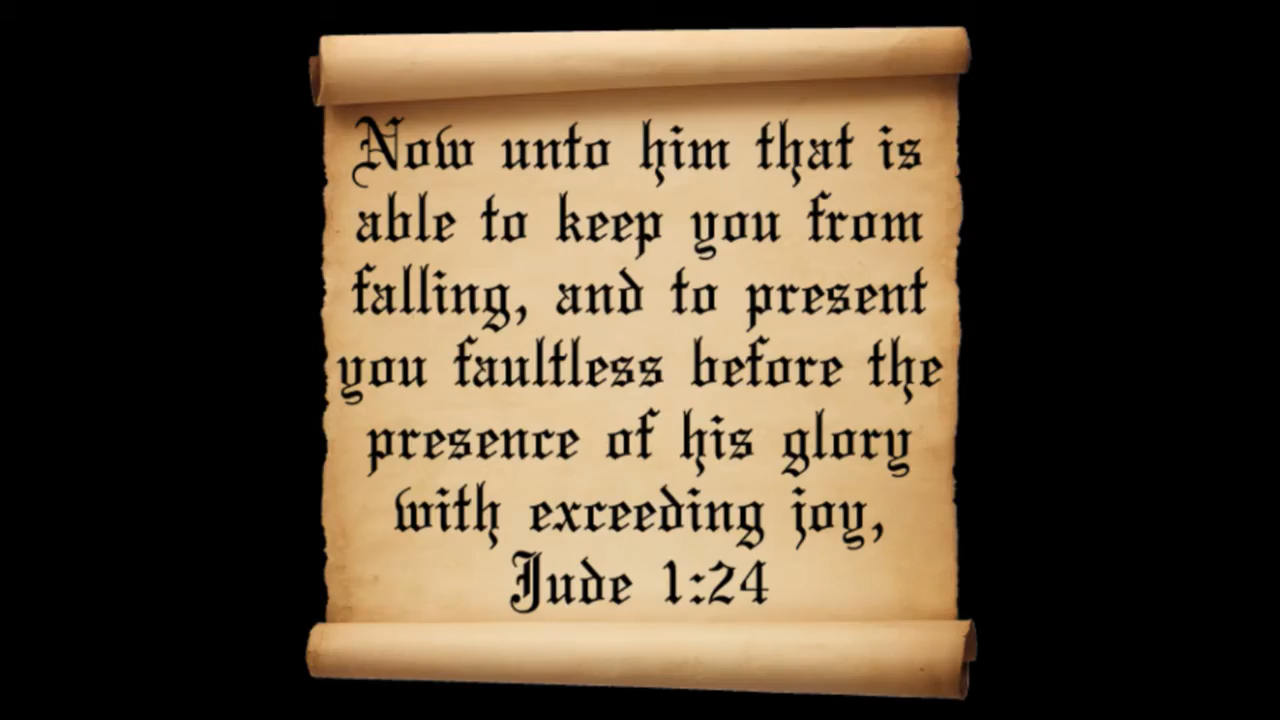 Now unto him that is
able to keep you from
falling, and to present
you faultless before the
presence of his glory
with exceeding joy,
Jude 1:24